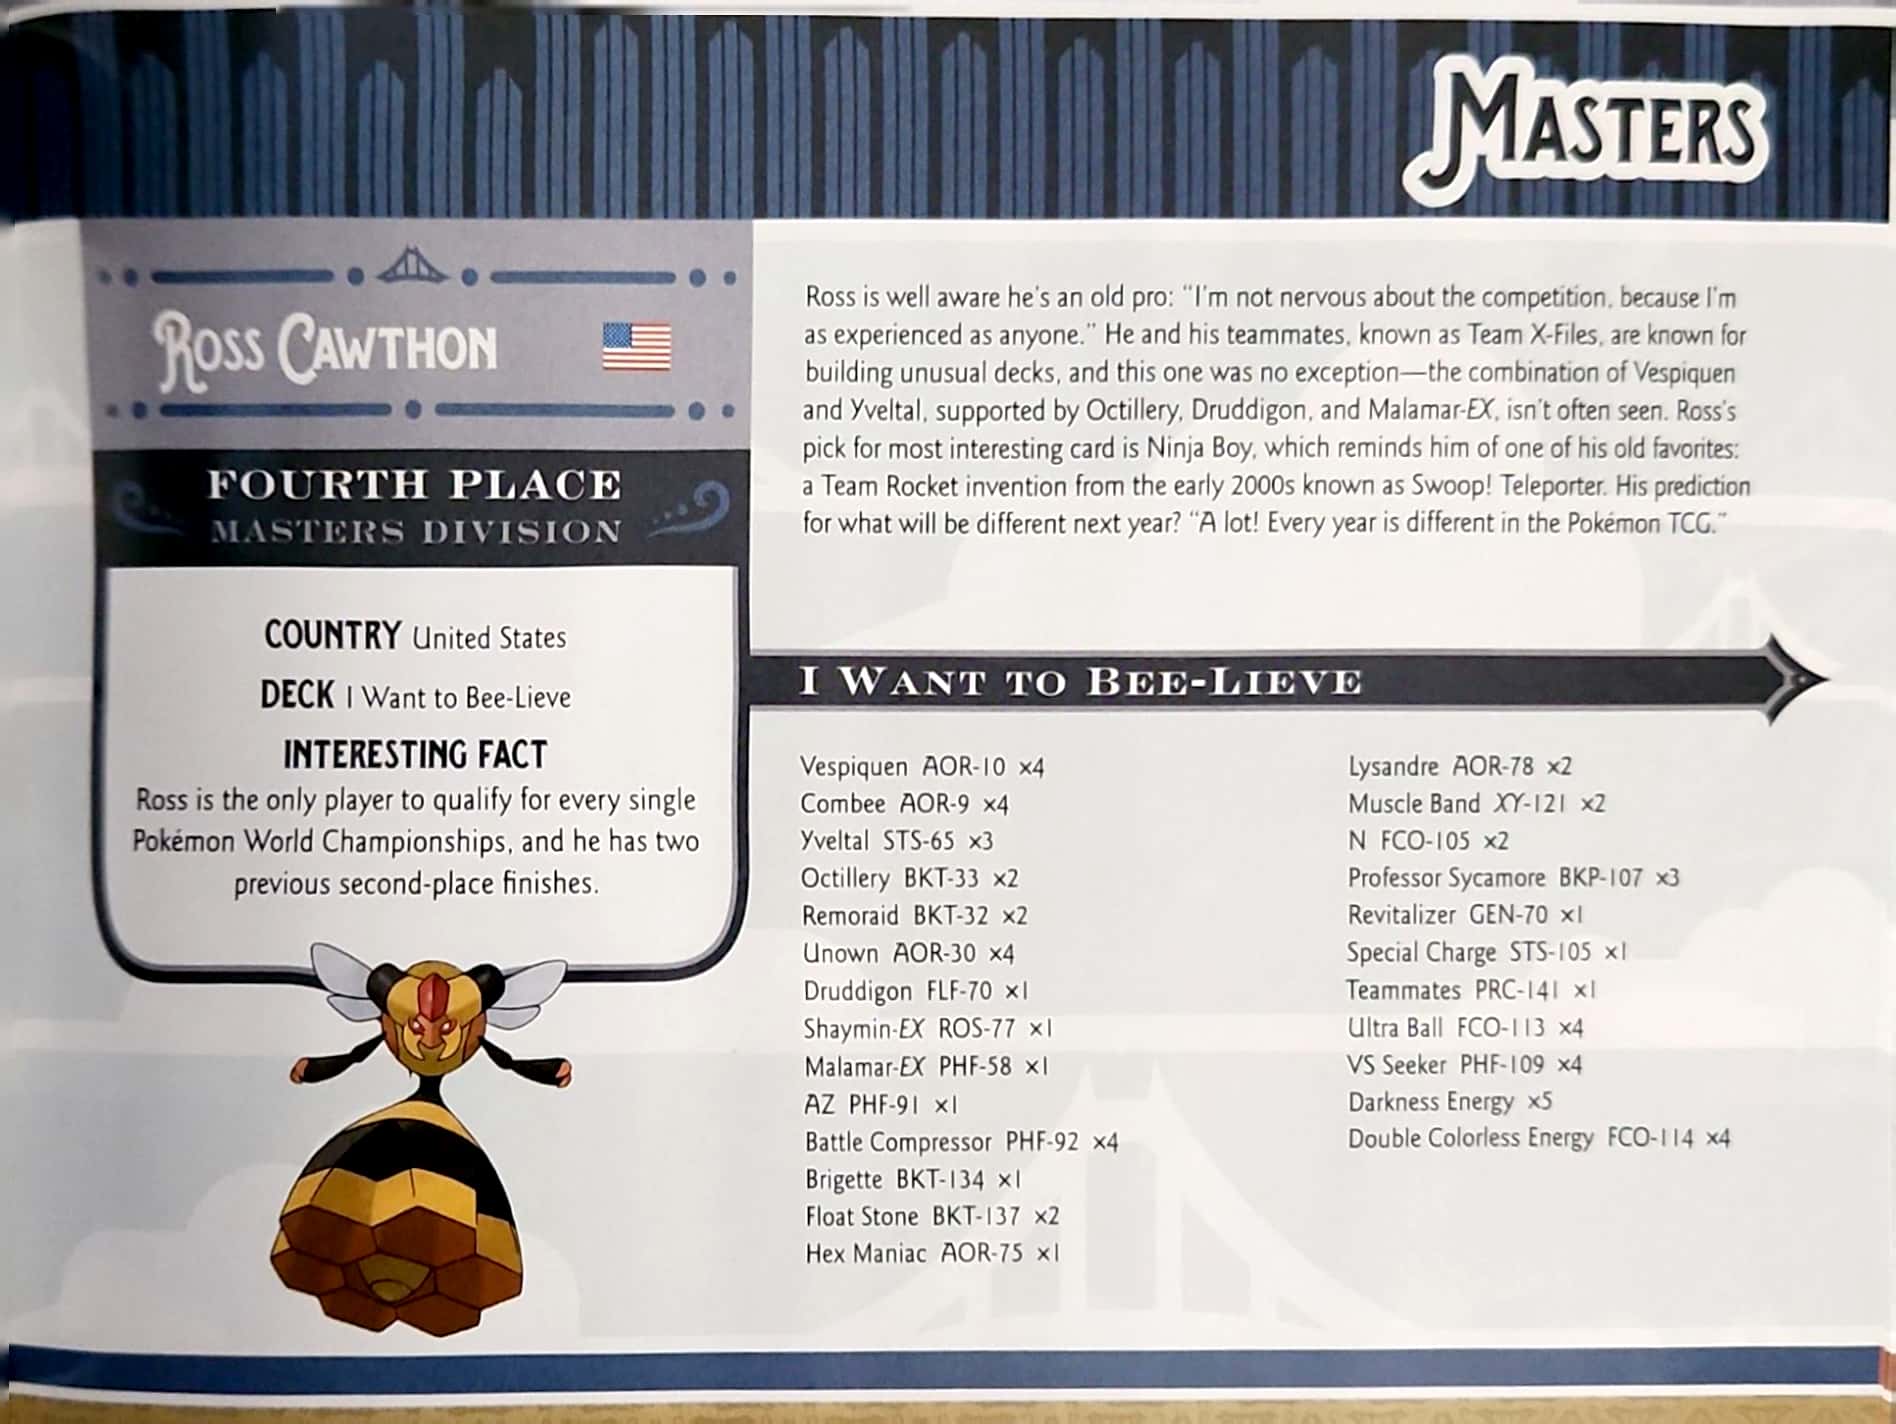 MASTERS
ROSS CAWTHON
FOURTH PLACE
MASTERS DIVISION
COUNTRY United States
DECK I Want to Bee-Lieve
INTERESTING FACT
Ross is the only player to qualify for every single
Pokémon World Championships, and he has two
previous second-place finishes.
Ross is well aware he's an old pro: "I'm not nervous about the competition, because I'm
as experienced as anyone." He and his teammates, known as Team X-Files, are known for
building unusual decks, and this one was no exception—the combination of Vespiquen
and Yveltal, supported by Octillery, Druddigon, and Malamar-EX, isn't often seen. Ross's
pick for most interesting card is Ninja Boy, which reminds him of one of his old favorites:
a Team Rocket invention from the early 2000s known as Swoop! Teleporter. His prediction
for what will be different next year? "A lot! Every year is different in the Pokémon TCG."
I WANT TO BEE-LIEVE
Vespiquen AOR-10 ×4
Combee AOR-9 ×4
Yveltal STS-65 ×3
Octillery BKT-33 ×2
Remoraid BKT-32 ×2
Unown AOR-30 ×4
Druddigon FLF-70 ×1
Shaymin-EX ROS-77 ×1
Malamar-EX PHF-58 ×1
AZ PHF-91 ×1
Battle Compressor PHF-92 ×4
Brigette BKT-134 ×1
Float Stone BKT-137 ×2
Hex Maniac AOR-75 ×1
Lysandre AOR-78 ×2
Muscle Band XY-121 ×2
N FCO-105 ×2
Professor Sycamore BKP-107 ×3
Revitalizer GEN-70 ×1
Special Charge STS-105 ×1
Teammates PRC-141 ×1
Ultra Ball FCO-113 ×4
VS Seeker PHF-109 ×4
Darkness Energy ×5
Double Colorless Energy FCO-114 ×4